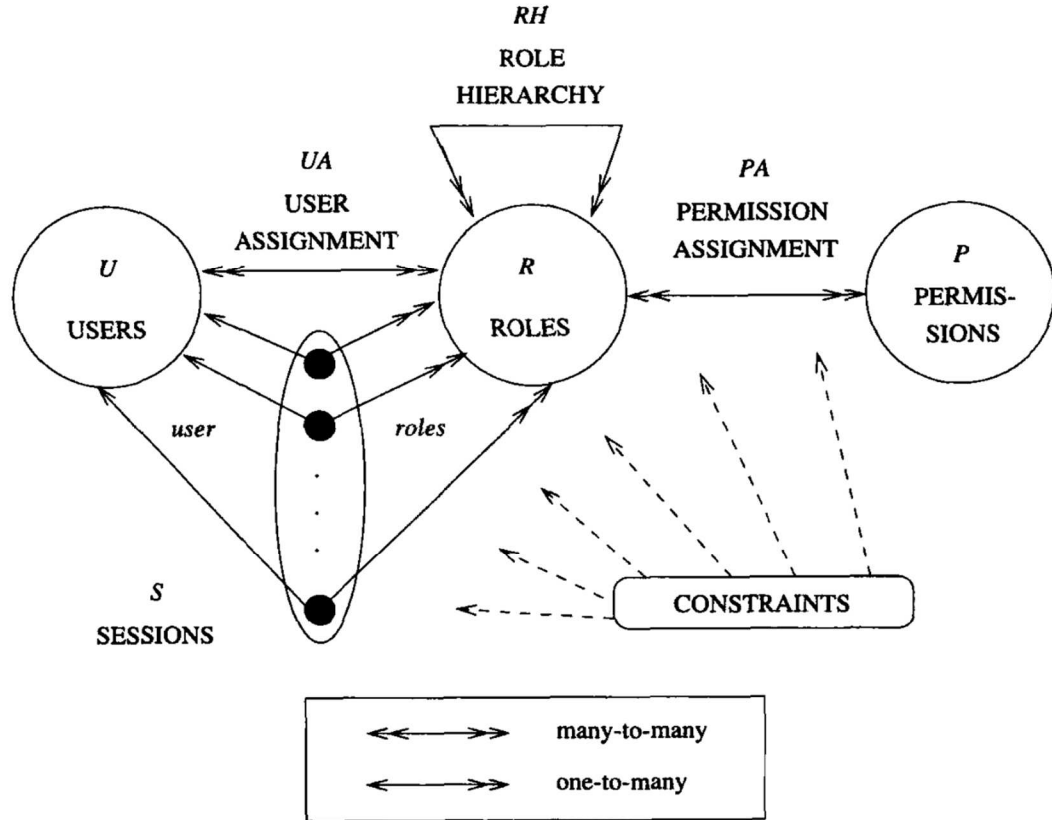 RH
ROLE
HIERARCHY
UA
USER
ASSIGNMENT
PA
PERMISSION
ASSIGNMENT
U
USERS
R
ROLES
P
PERMIS-
SIONS
user
roles
S
SESSIONS
CONSTRAINTS
many-to-many
one-to-many